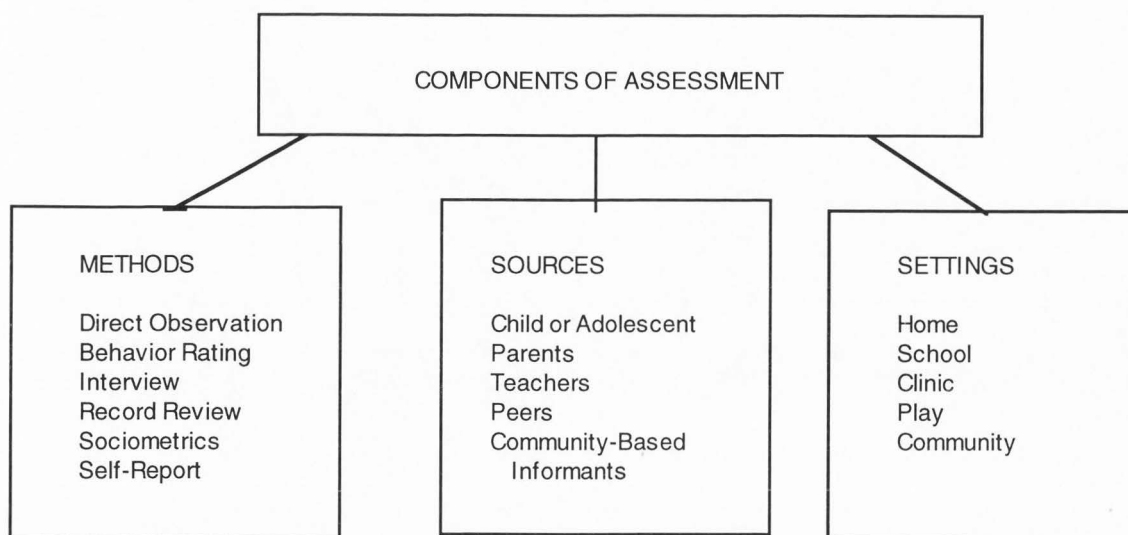 COMPONENTS OF ASSESSMENT
METHODS
Direct Observation
Behavior Rating
Interview
Record Review
Sociometrics
Self-Report
SOURCES
Child or Adolescent
Parents
Teachers
Peers
Community-Based
Informants
SETTINGS
Home
School
Clinic
Play
Community